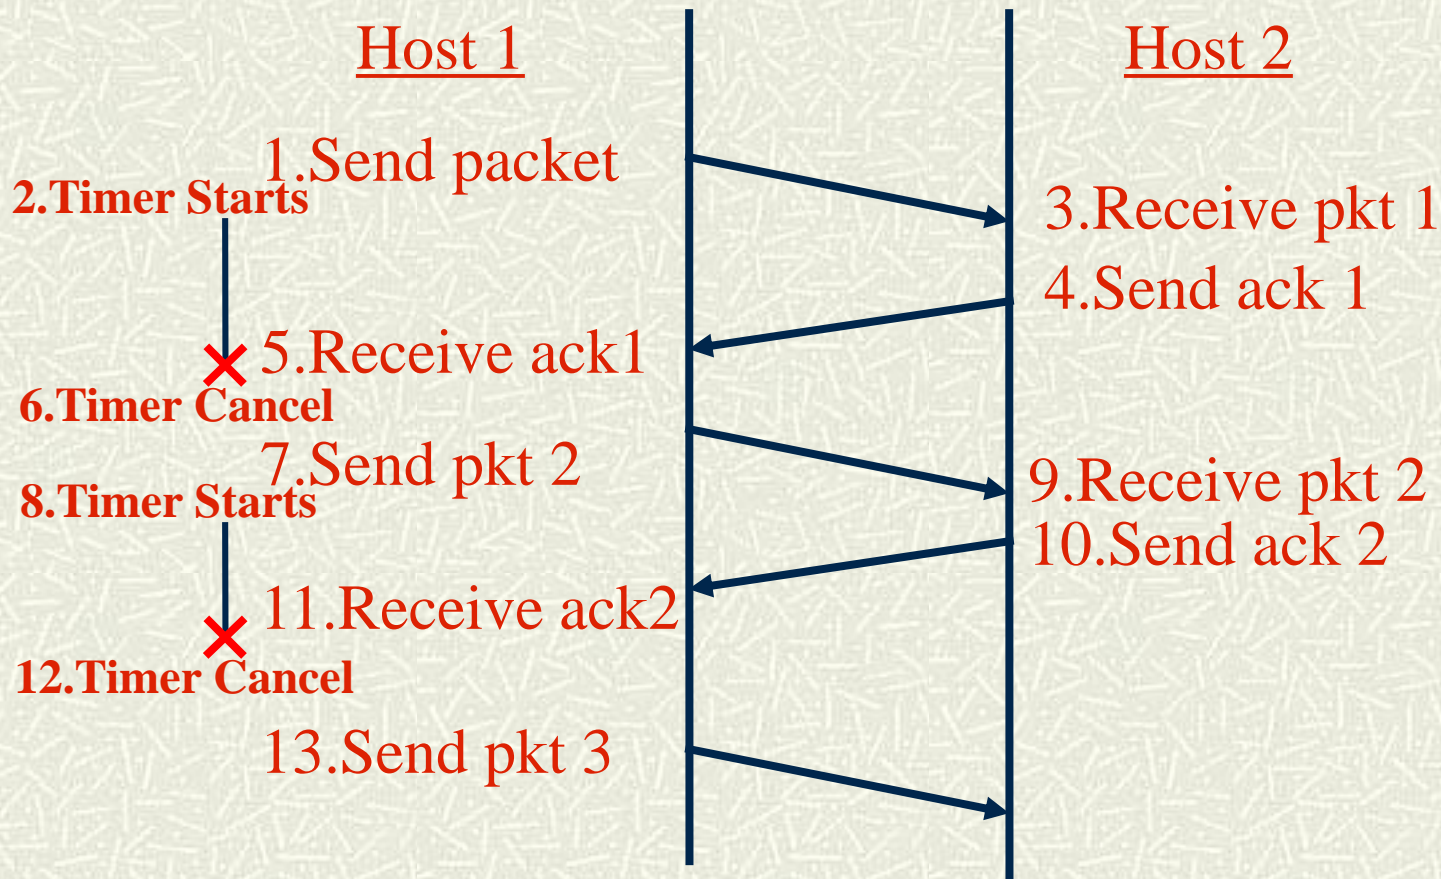 Host 1
Host 2
1.Send packet
2.Timer Starts
3.Receive pkt 1
4.Send ack 1
5.Receive ack1
6.Timer Cancel
7.Send pkt 2
8.Timer Starts
9.Receive pkt 2
10.Send ack 2
11.Receive ack2
12.Timer Cancel
13.Send pkt 3